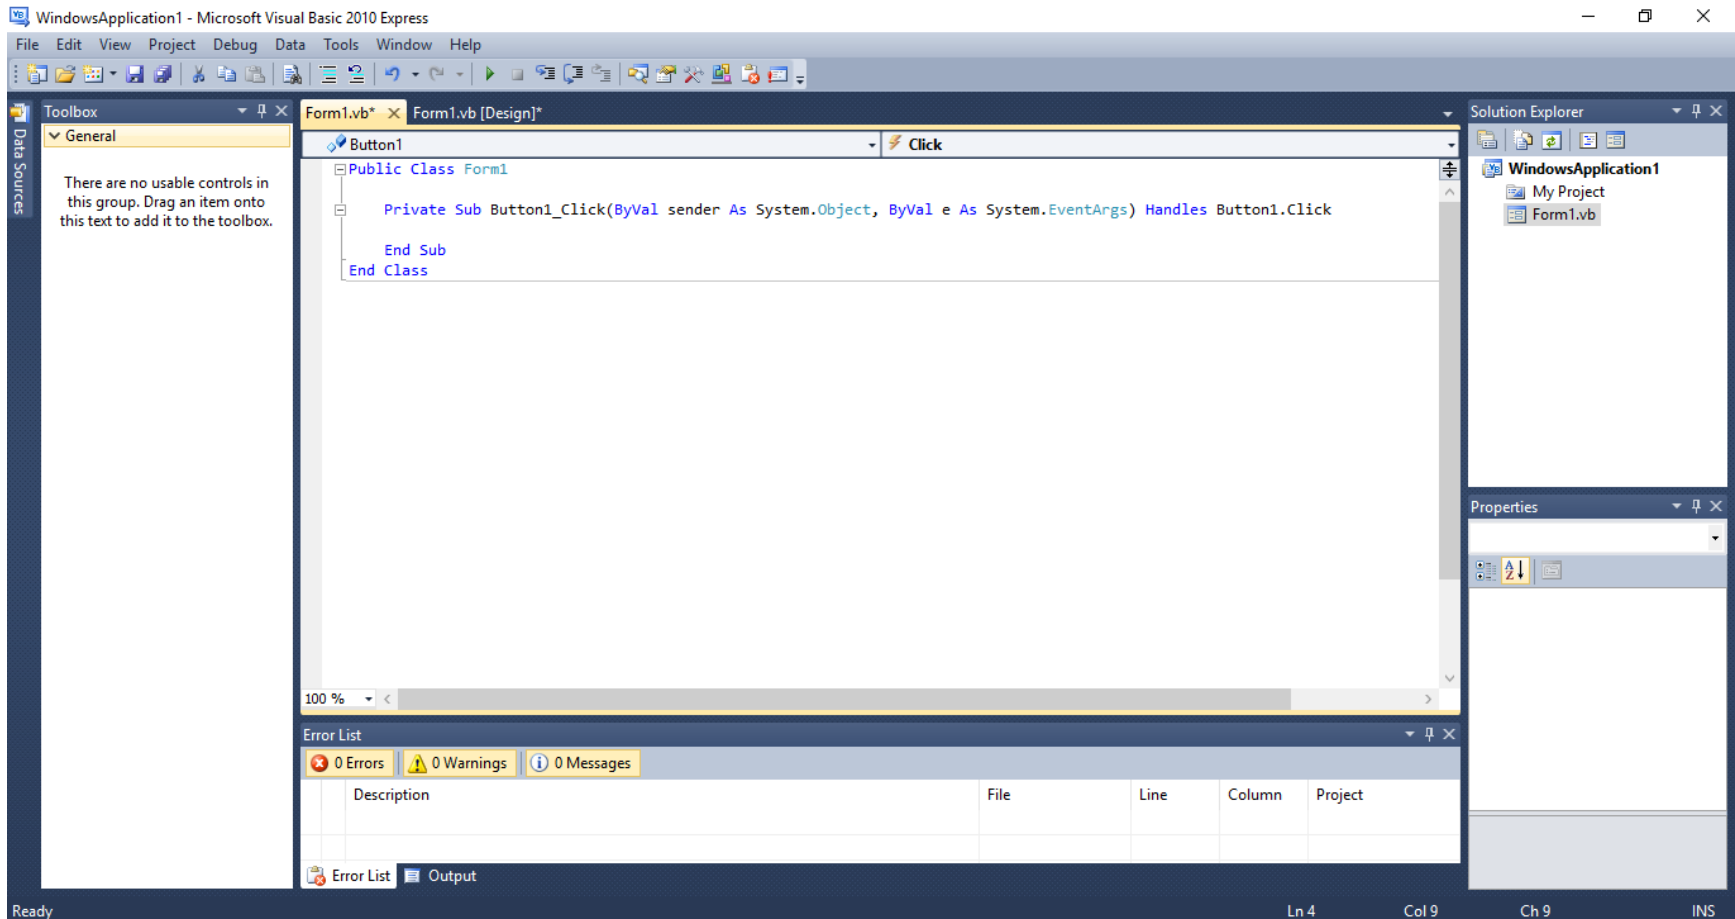 WindowsApplication1 - Microsoft Visual Basic 2010 Express
File Edit View Project Debug Data Tools Window Help
Data Sources
Toolbox
General
There are no usable controls in
this group. Drag an item onto
this text to add it to the toolbox.
Form1.vb* Form1.vb [Design]*
Button1 Click
Public Class Form1
Private Sub Button1_Click(ByVal sender As System.Object, ByVal e As System.EventArgs) Handles Button1.Click
End Sub
End Class
100 %
Error List
0 Errors 0 Warnings 0 Messages
Description File Line Column Project
Error List Output
Solution Explorer
WindowsApplication1
My Project
Form1.vb
Properties
Ready Ln 4 Col 9 Ch 9 INS